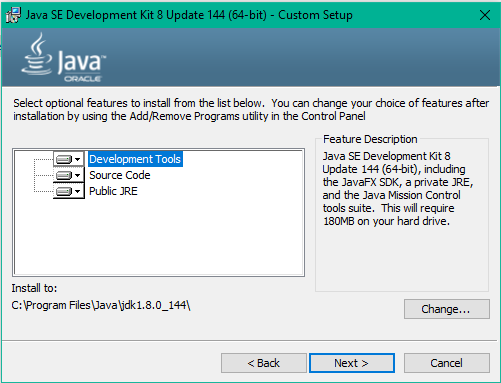 Java SE Development Kit 8 Update 144 (64-bit) - Custom Setup
Java
ORACLE
Select optional features to install from the list below. You can change your choice of features after
installation by using the Add/Remove Programs utility in the Control Panel
Development Tools
Source Code
Public JRE
Feature Description
Java SE Development Kit 8
Update 144 (64-bit), including
the JavaFX SDK, a private JRE,
and the Java Mission Control
tools suite. This will require
180MB on your hard drive.
Install to:
C:\Program Files\Java\jdk1.8.0_144\
Change...
< Back
Next >
Cancel